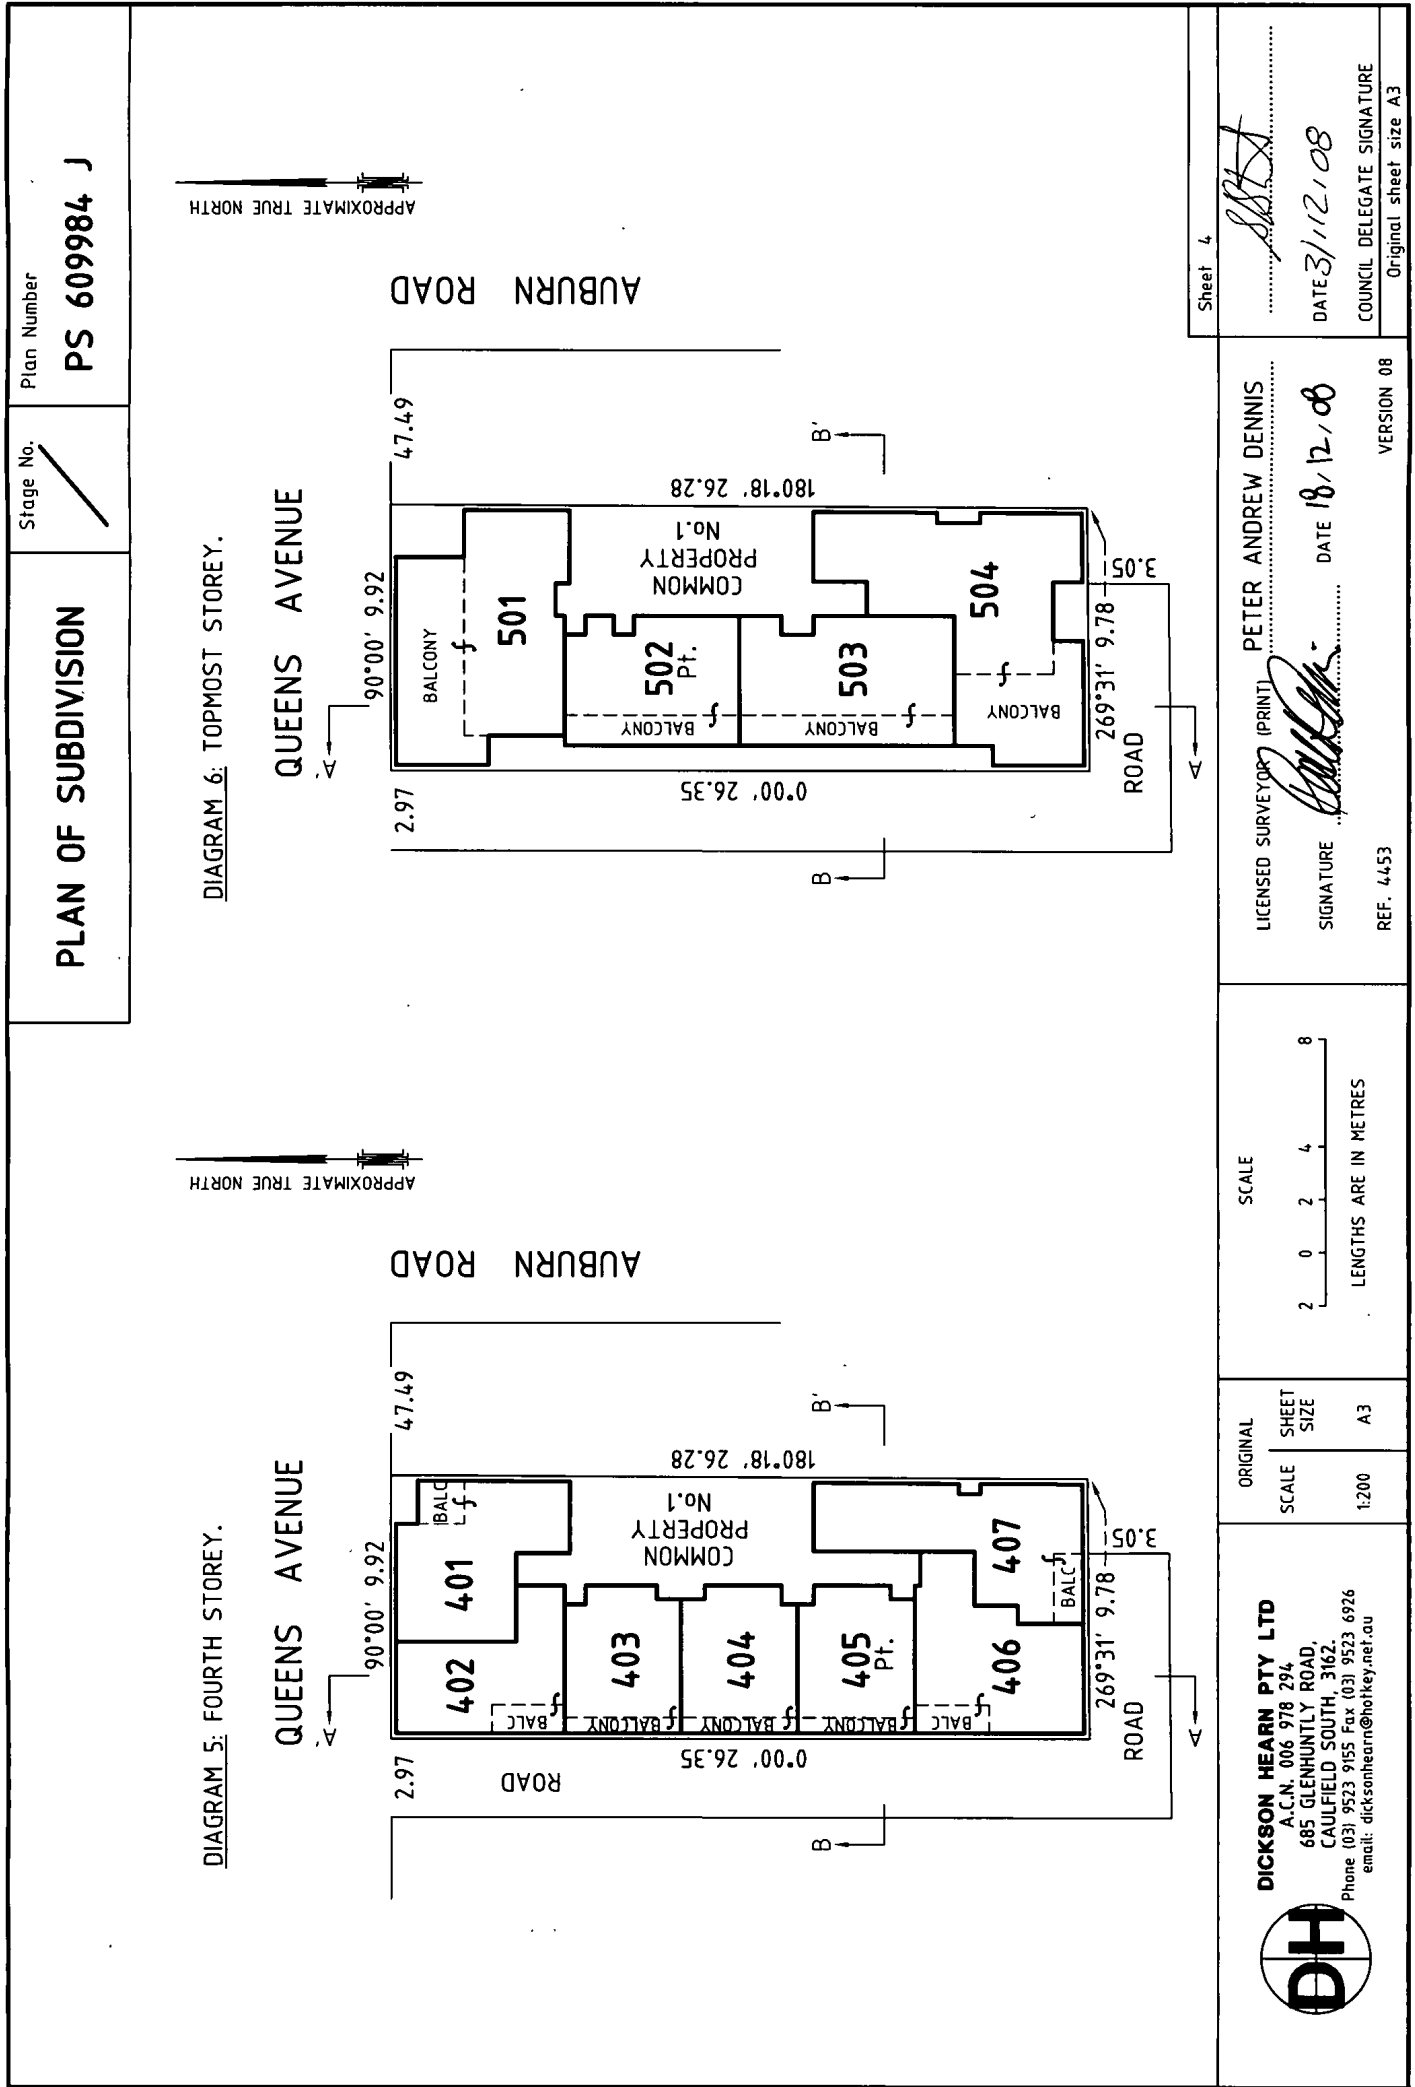 PLAN OF SUBDIVISION
Stage No.
Plan Number
PS 609984 J
DIAGRAM 5: FOURTH STOREY.
QUEENS AVENUE
AUBURN ROAD
APPROXIMATE TRUE NORTH
A'
2.97
90°00' 9.92
47.49
ROAD
402
401
BALC
BALC
403
BALCONY
404
BALCONY
405
Pt.
BALCONY
406
BALC
407
BALC
COMMON
PROPERTY
No.1
0°00' 26.35
180°18' 26.28
B
B'
269°31' 9.78
3.05
ROAD
A
DIAGRAM 6: TOPMOST STOREY.
QUEENS AVENUE
AUBURN ROAD
APPROXIMATE TRUE NORTH
A'
2.97
90°00' 9.92
47.49
BALCONY
501
502
Pt.
BALCONY
503
BALCONY
504
BALCONY
COMMON
PROPERTY
No.1
0°00' 26.35
180°18' 26.28
B
B'
269°31' 9.78
3.05
ROAD
A
Sheet 4
DH
DICKSON HEARN PTY LTD
A.C.N. 006 978 294
685 GLENHUNTLY ROAD,
CAULFIELD SOUTH, 3162.
Phone (03) 9523 9155 Fax (03) 9523 6926
email: dicksonhearn@hotkey.net.au
ORIGINAL
SCALE
SHEET
SIZE
1:200
A3
SCALE
2 0 2 4 8
LENGTHS ARE IN METRES
LICENSED SURVEYOR (PRINT) PETER ANDREW DENNIS
SIGNATURE DATE 18/12/08
REF. 4453
VERSION 08
DATE 3/12/08
COUNCIL DELEGATE SIGNATURE
Original sheet size A3